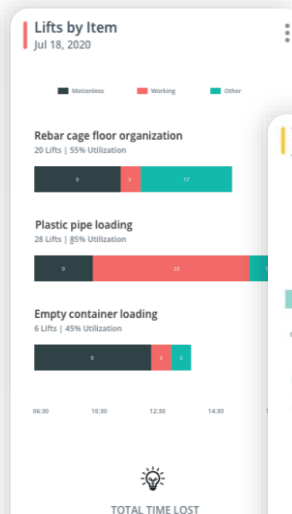 Lifts by Item
Jul 18, 2020
Motionless Working Other
Rebar cage floor organization
20 Lifts | 55% Utilization
17
Plastic pipe loading
28 Lifts | 85% Utilization
9 23
Empty container loading
6 Lifts | 45% Utilization
2 2
06:30 10:30 12:30 14:30
TOTAL TIME LOST